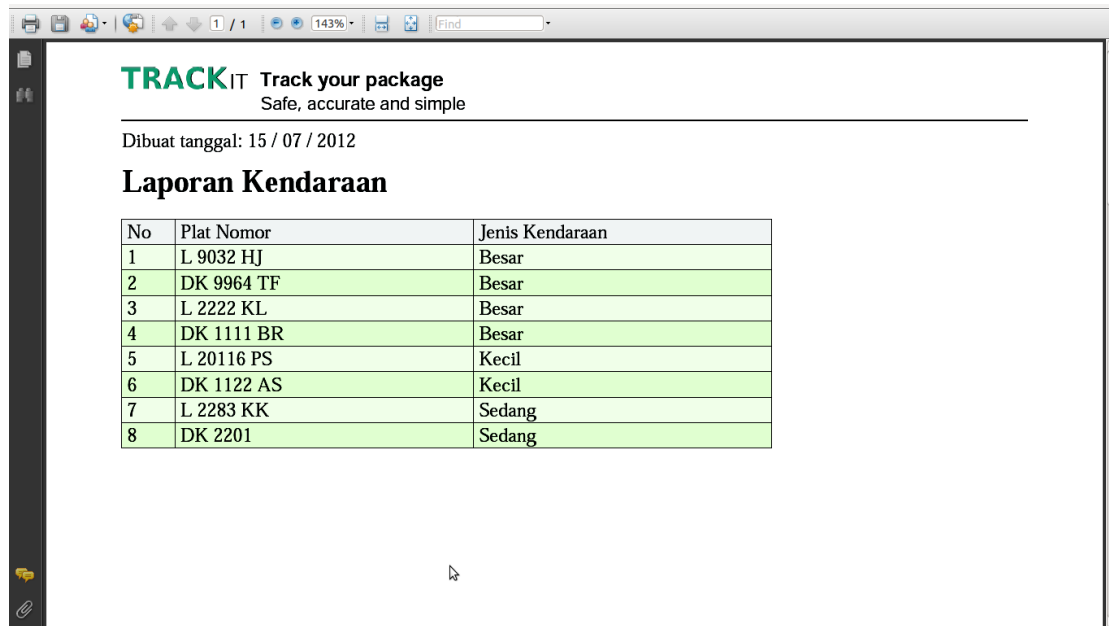 1 / 1 143% Find
TRACKIT Track your package
Safe, accurate and simple
Dibuat tanggal: 15 / 07 / 2012
Laporan Kendaraan
No Plat Nomor Jenis Kendaraan
1 L 9032 HJ Besar
2 DK 9964 TF Besar
3 L 2222 KL Besar
4 DK 1111 BR Besar
5 L 20116 PS Kecil
6 DK 1122 AS Kecil
7 L 2283 KK Sedang
8 DK 2201 Sedang